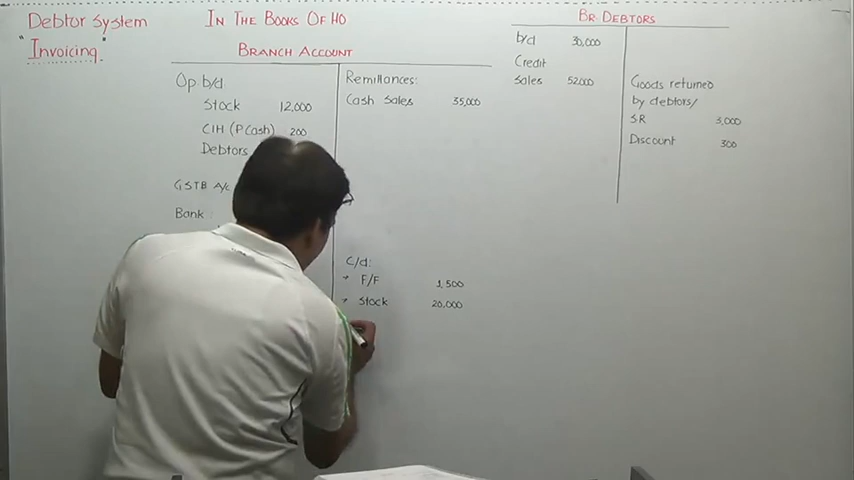 Debtor System
"Invoicing"
In The Books Of HO
Branch Account
Op b/d
Stock 12,000
CIH (P Cash) 200
Debtors
GSTB A/c
Bank :
Remillances:
Cash Sales 35,000
C/d:
F/F 1,500
Stock 20,000
Br. Debtors
b/d 30,000
Credit
Sales 52,000
Goods returned
by debtors/
SR 3,000
Discount 300